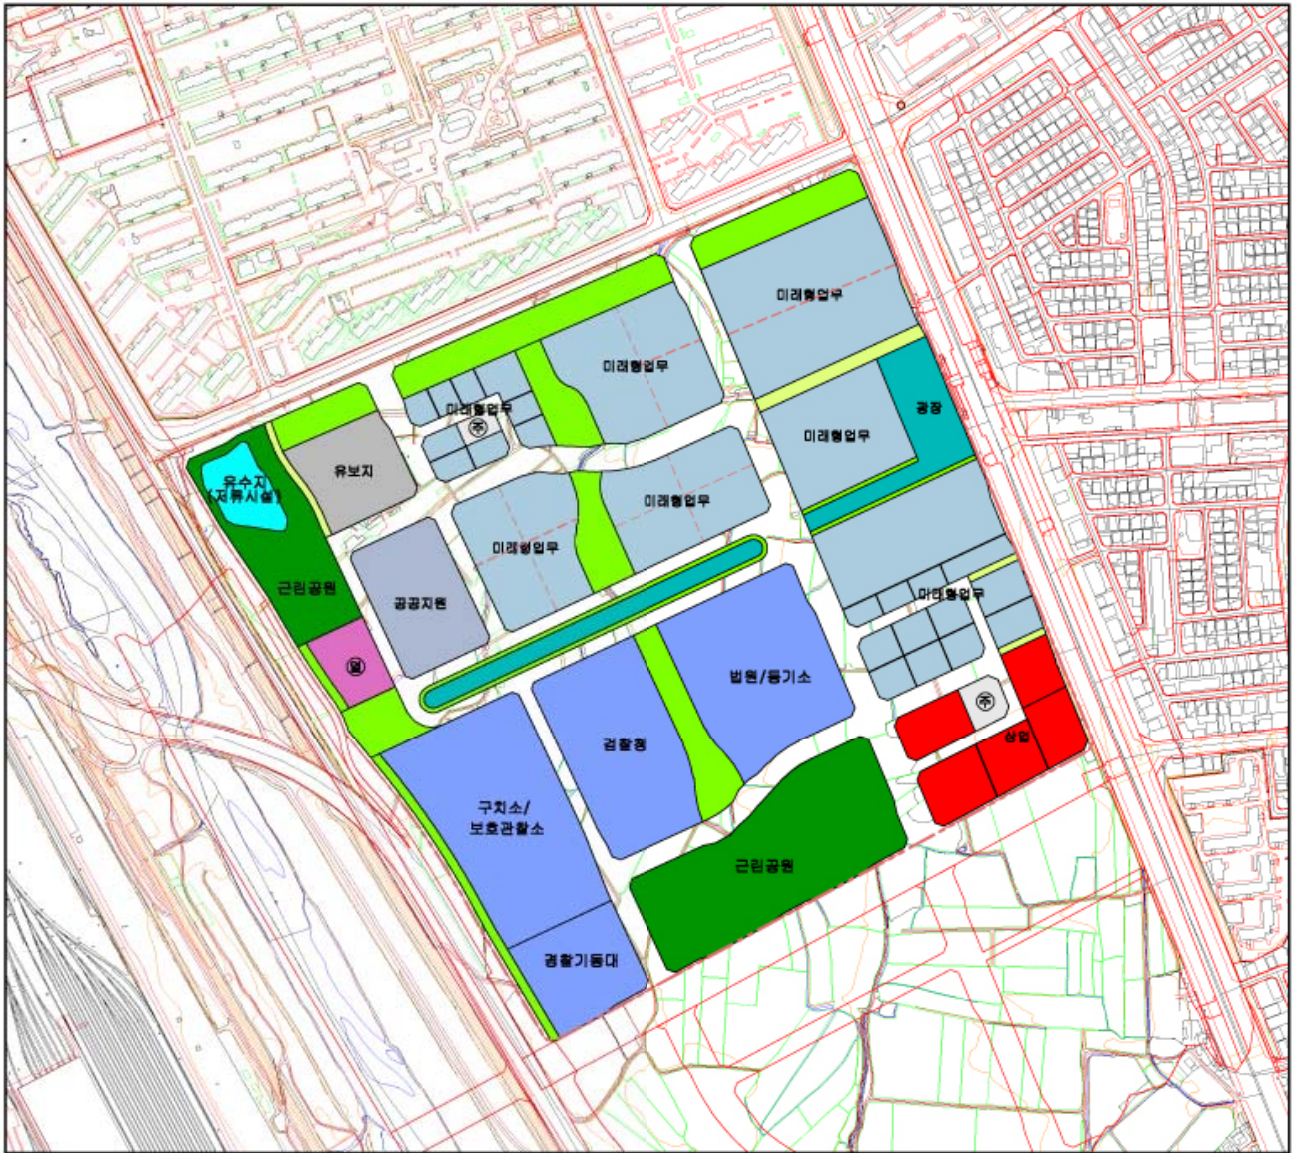 미래형업무
미래형업무
미래형업무
㈜
광장
미래형업무
유보지
유수지
(저류시설)
미래형업무
미래형업무
근린공원
공공지원
미래형업무
법원/등기소
상업
검찰청
구치소/
보호관찰소
근린공원
경찰기동대